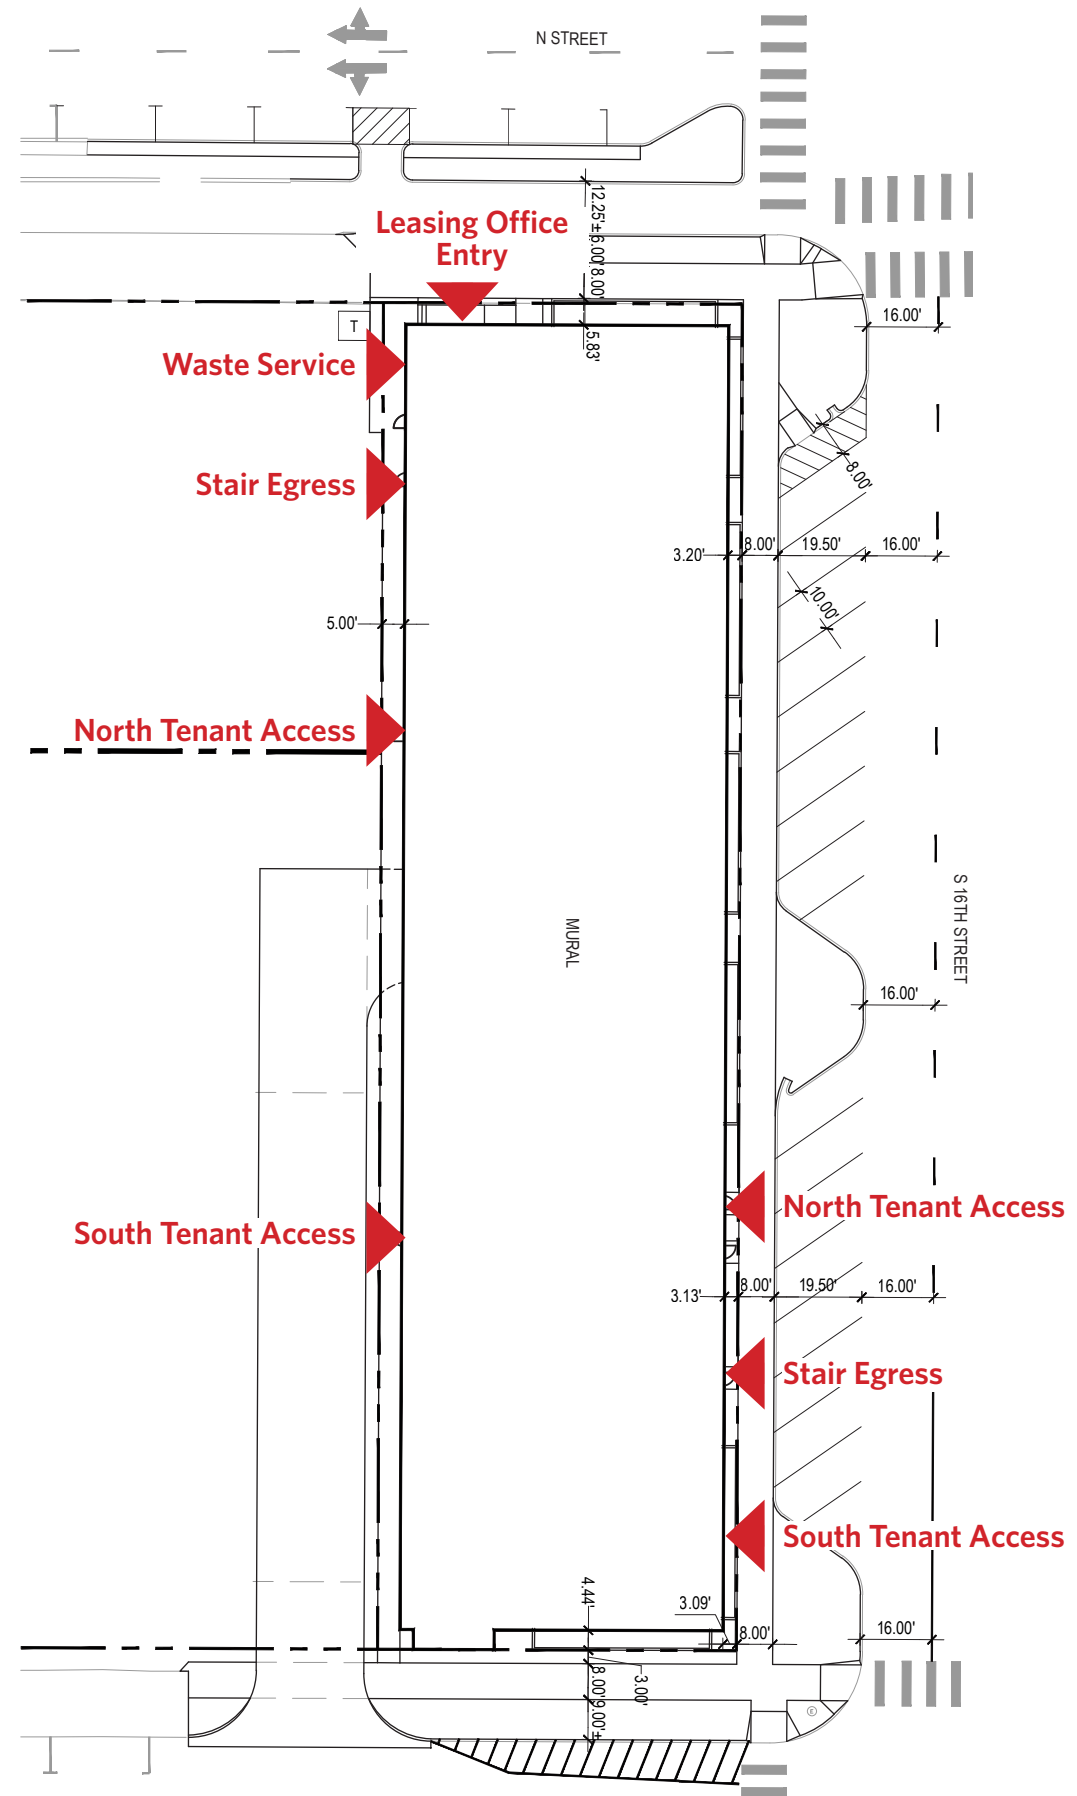 N STREET
12.25'±
6.00'
8.00'
Leasing Office
Entry
16.00'
T
5.83'
Waste Service
8.00'
Stair Egress
3.20'
8.00'
19.50'
16.00'
10.00'
5.00'
North Tenant Access
S 16TH STREET
MURAL
16.00'
North Tenant Access
South Tenant Access
3.13'
8.00'
19.50'
16.00'
Stair Egress
South Tenant Access
4.44'
3.09'
8.00'
16.00'
3.00'
8.00'
9.00'±
E